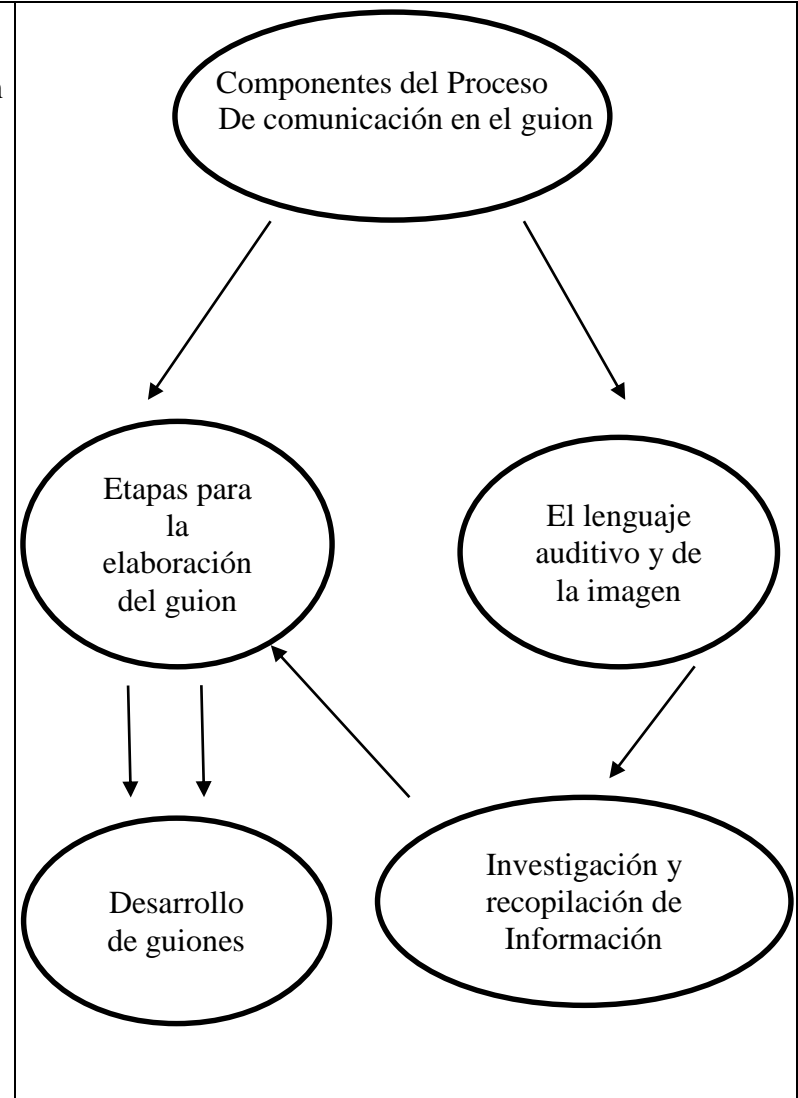 Componentes del Proceso
De comunicación en el guion
Etapas para
la
elaboración
del guion
El lenguaje
auditivo y de
la imagen
Desarrollo
de guiones
Investigación y
recopilación de
Información